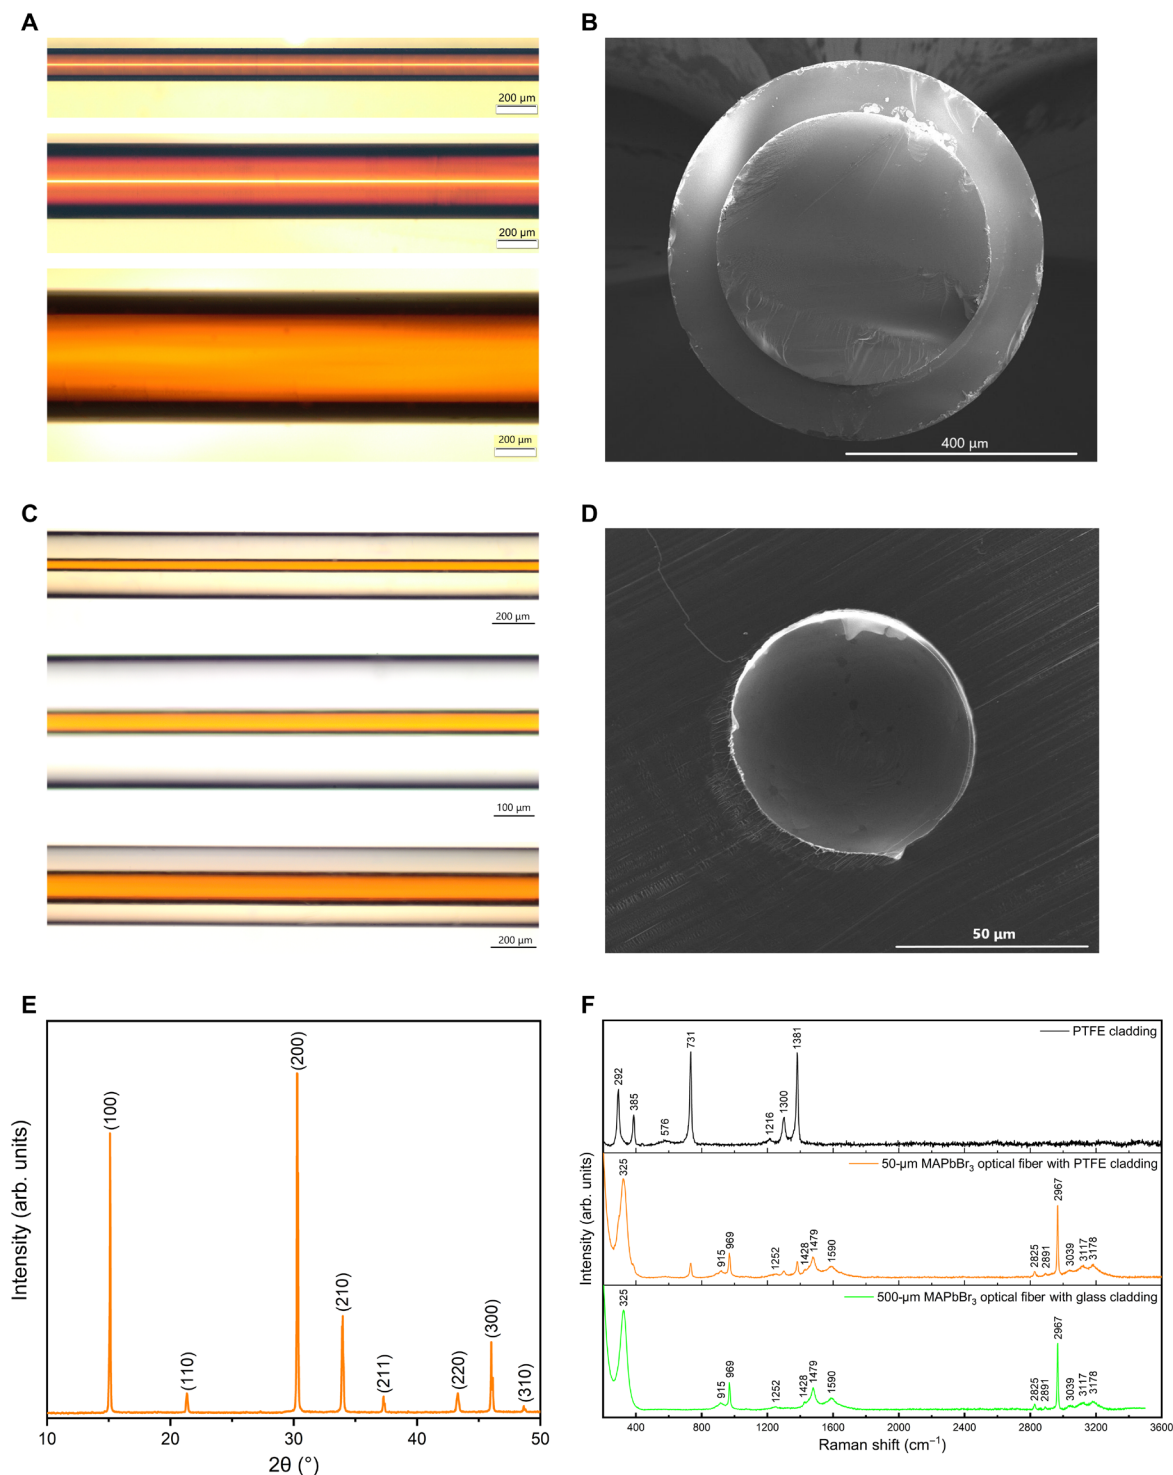 A
200 µm
200 µm
200 µm
B
400 µm
C
200 µm
100 µm
200 µm
D
50 µm
E
Intensity (arb. units)
(100)
(110)
(200)
(210)
(211)
(220)
(300)
(310)
10
20
30
40
50
2θ (°)
F
Intensity (arb. units)
PTFE cladding
292
385
576
731
1216
1300
1381
50-µm MAPbBr₃ optical fiber with PTFE cladding
325
915
969
1252
1428
1479
1590
2825
2891
2967
3039
3117
3178
500-µm MAPbBr₃ optical fiber with glass cladding
325
915
969
1252
1428
1479
1590
2825
2891
2967
3039
3117
3178
400
800
1200
1600
2000
2400
2800
3200
3600
Raman shift (cm⁻¹)